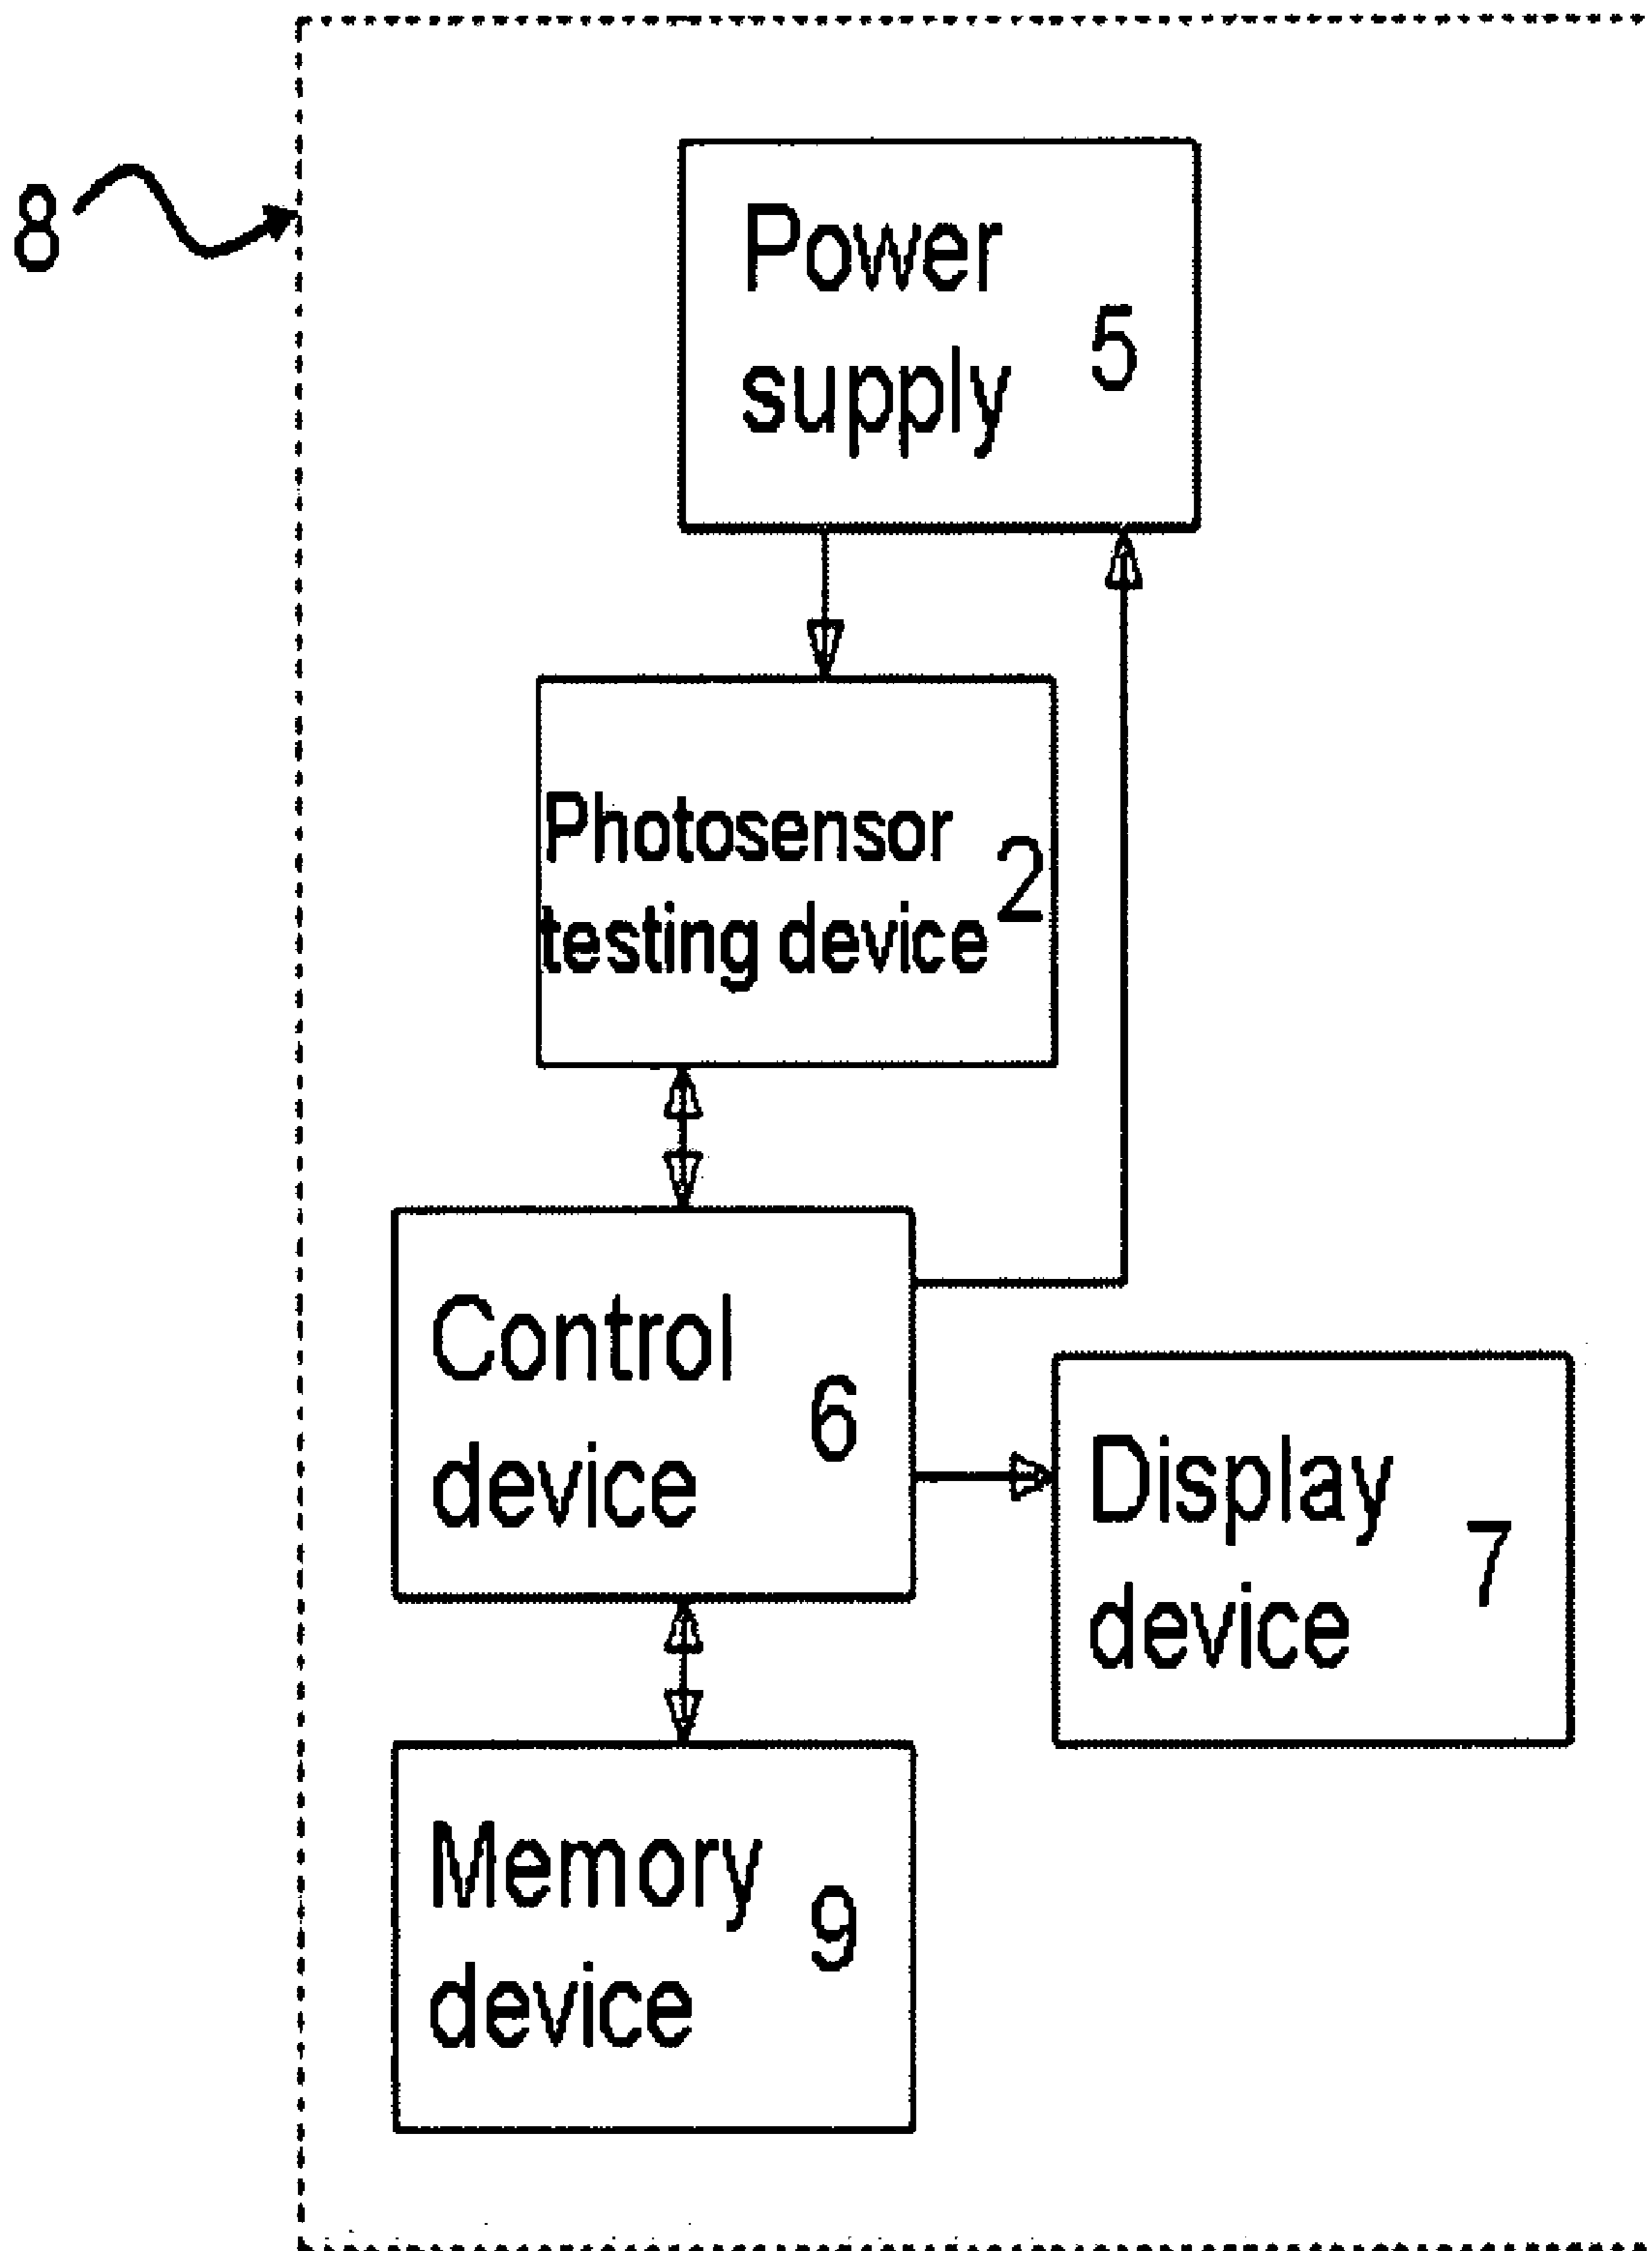 8
Power
supply 5
Photosensor
testing device 2
Control
device 6
Display
device 7
Memory
device 9